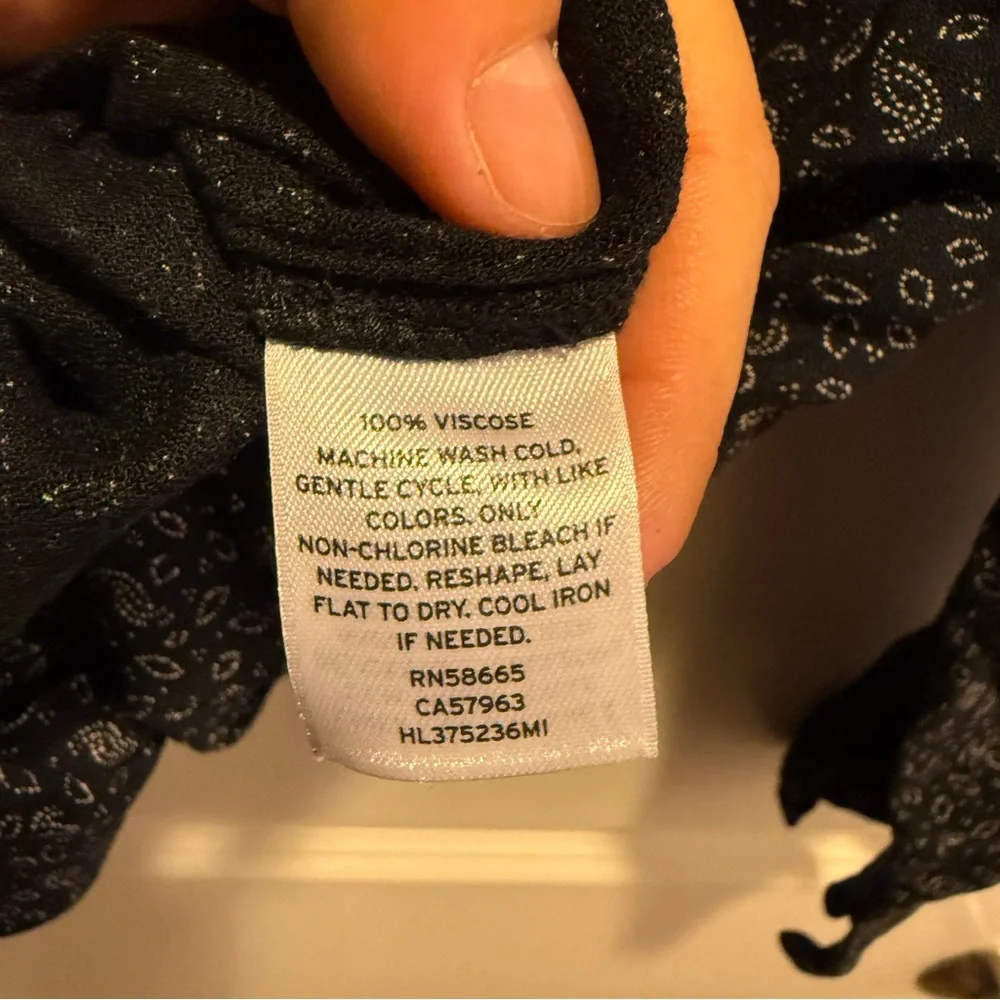 100% VISCOSE
MACHINE WASH COLD,
GENTLE CYCLE, WITH LIKE
COLORS. ONLY
NON-CHLORINE BLEACH IF
NEEDED. RESHAPE, LAY
FLAT TO DRY. COOL IRON
IF NEEDED.
RN58665
CA57963
HL375236MI